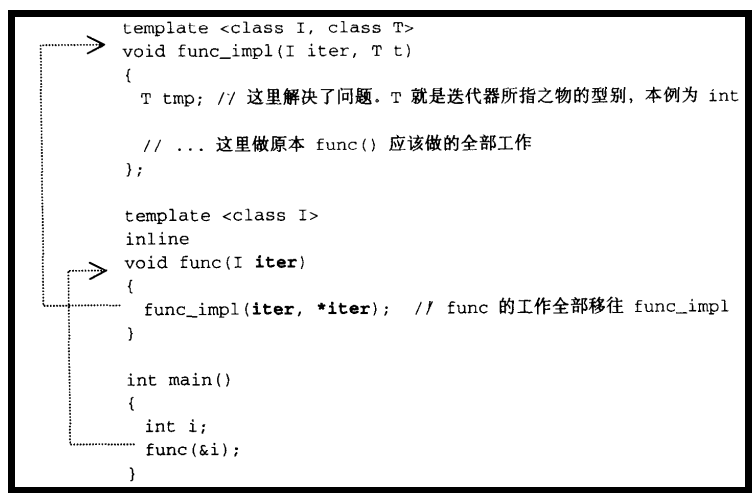 template <class I, class T>
void func_impl(I iter, T t)
{
T tmp; // 这里解决了问题。T 就是迭代器所指之物的型别，本例为 int
// ... 这里做原本 func() 应该做的全部工作
};
template <class I>
inline
void func(I iter)
{
func_impl(iter, *iter); // func 的工作全部移往 func_impl
}
int main()
{
int i;
func(&i);
}